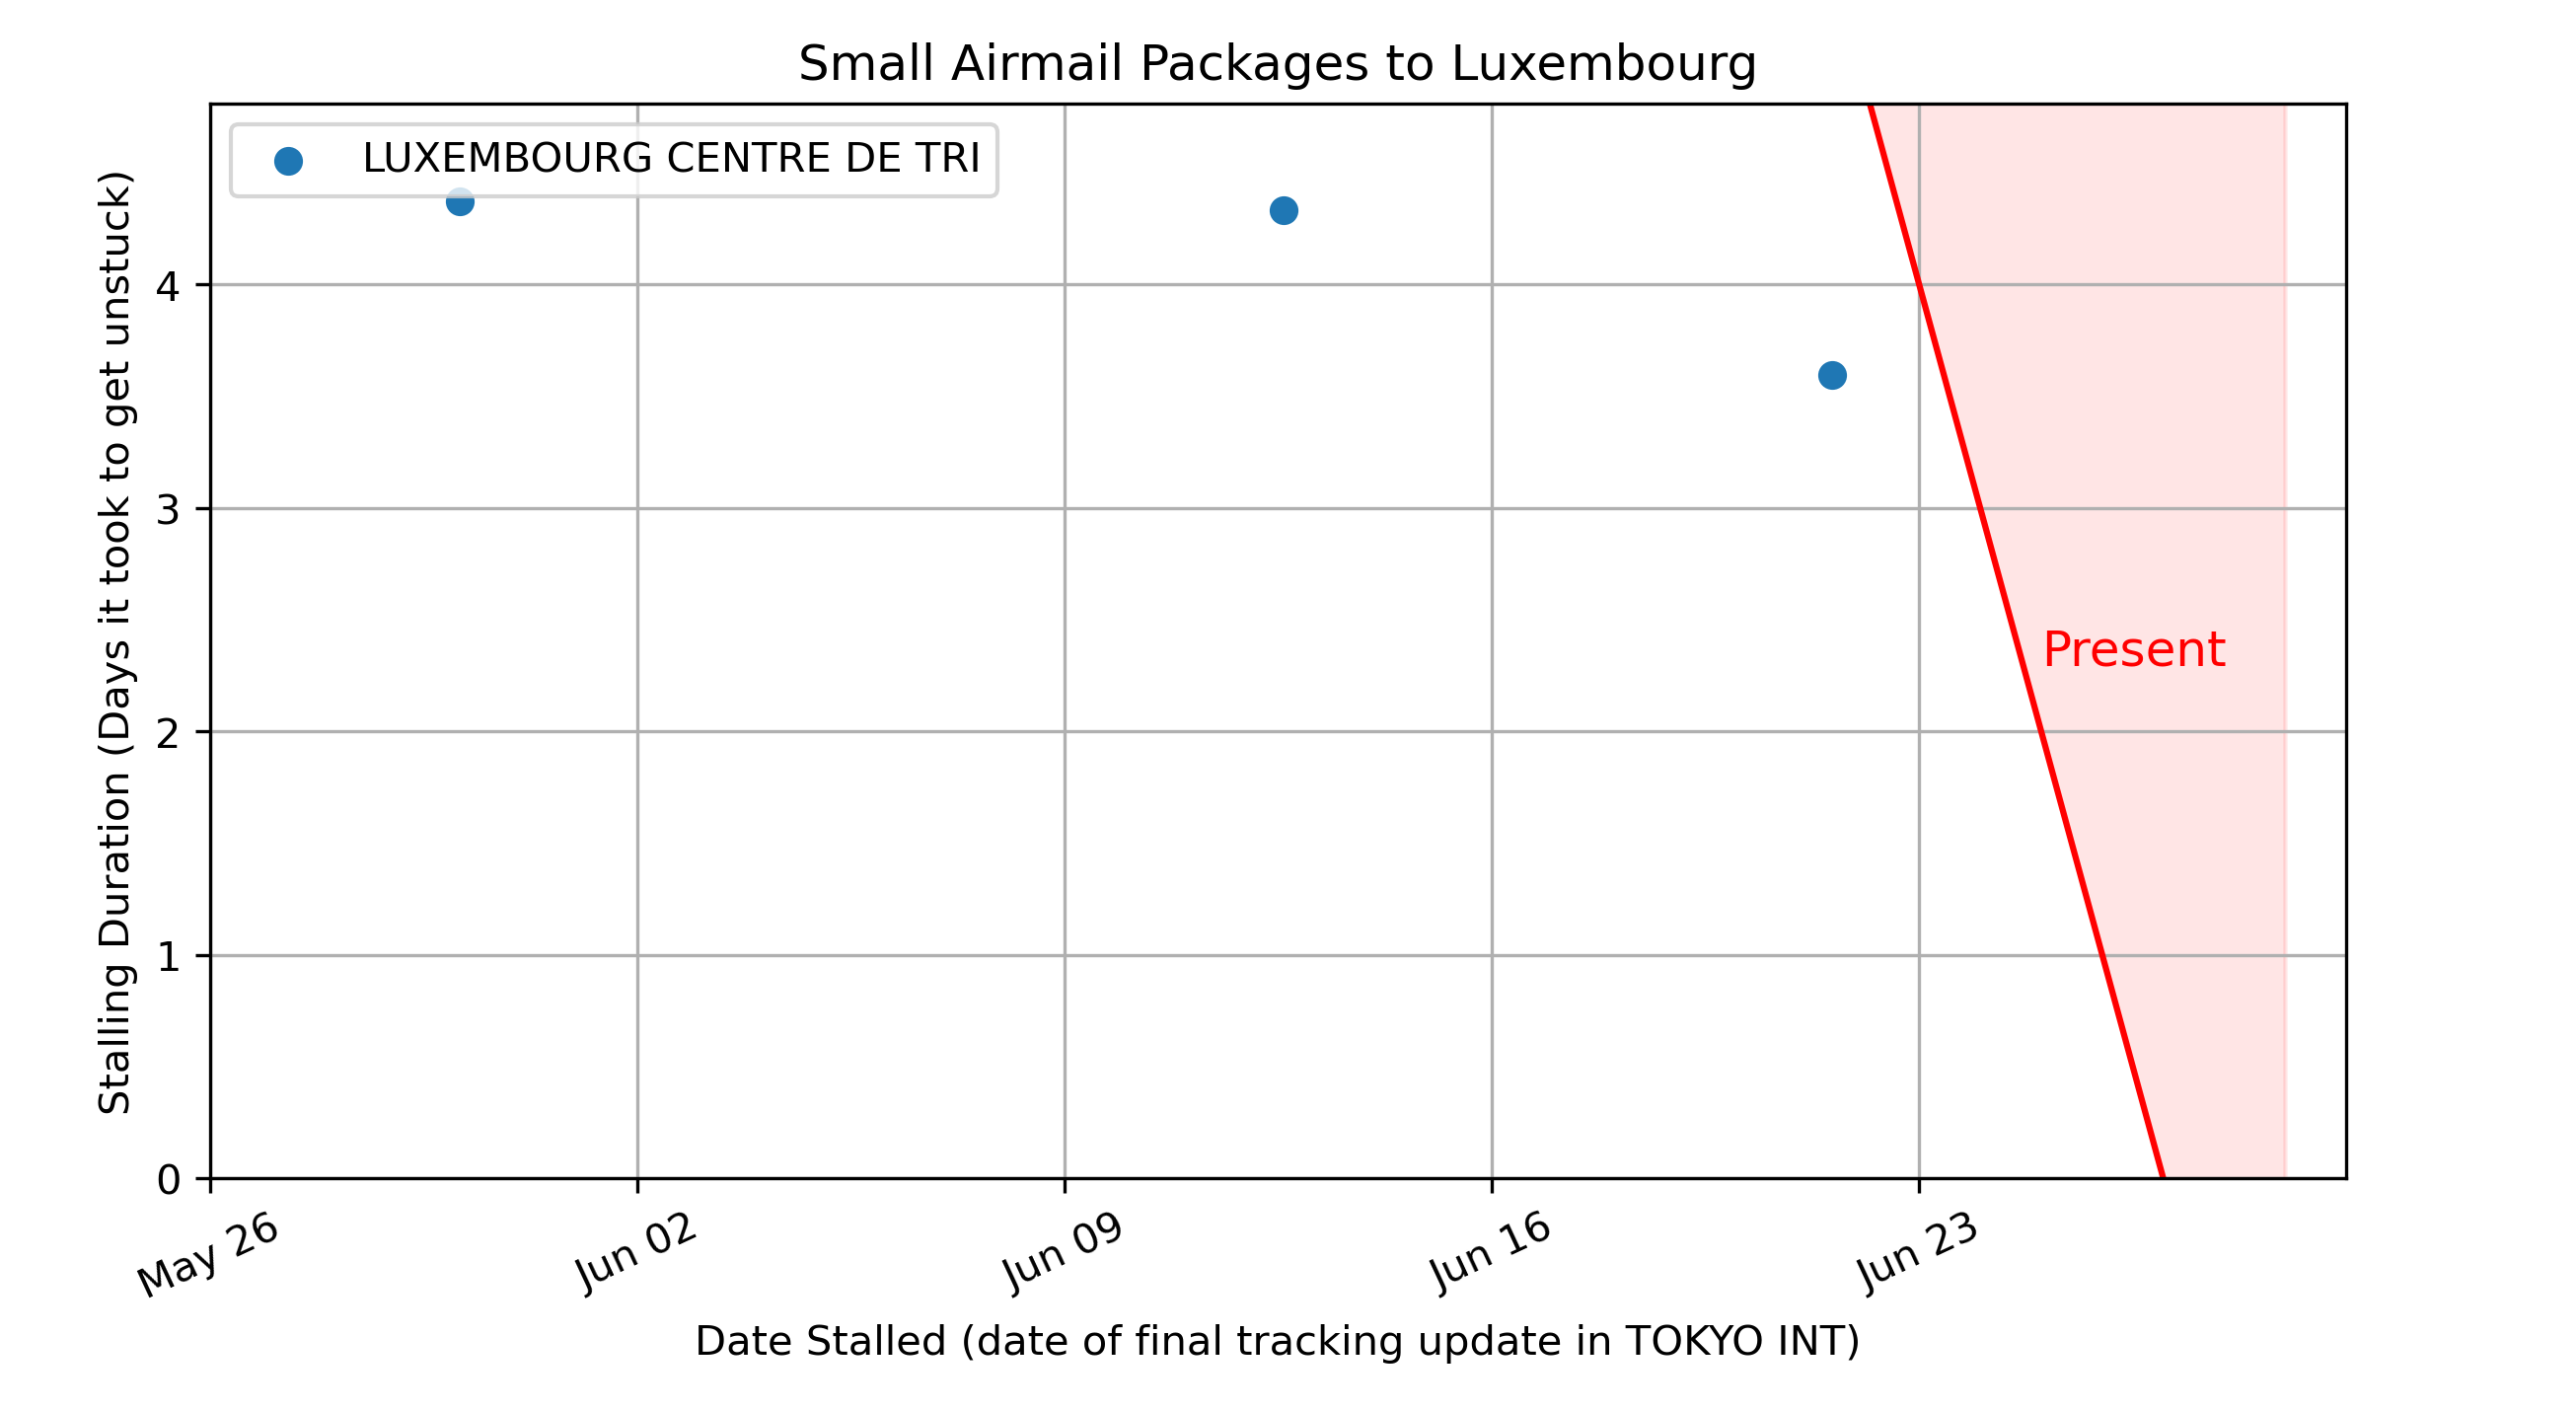 Small Airmail Packages to Luxembourg
LUXEMBOURG CENTRE DE TRI
Stalling Duration (Days it took to get unstuck)
4
3
2
1
0
Present
May 26
Jun 02
Jun 09
Jun 16
Jun 23
Date Stalled (date of final tracking update in TOKYO INT)